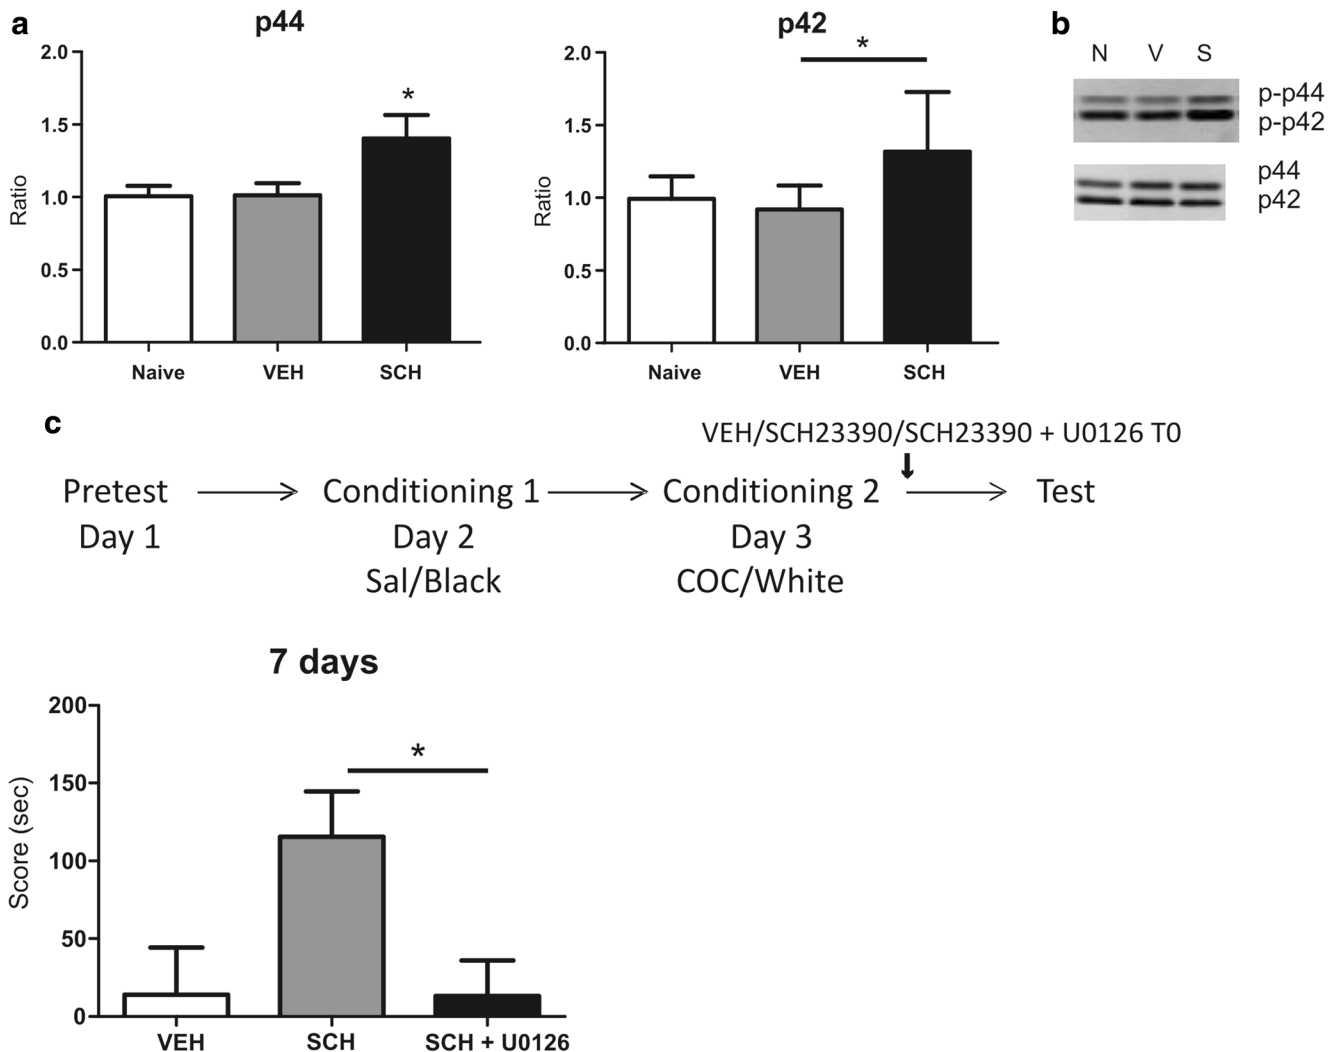 a
p44
2.0
1.5
1.0
0.5
0.0
Ratio
*
Naive VEH SCH
p42
2.0
1.5
1.0
0.5
0.0
Ratio
*
Naive VEH SCH
b
N V S
p-p44
p-p42
p44
p42
c
VEH/SCH23390/SCH23390 + U0126 T0
Pretest Conditioning 1 Conditioning 2 Test
Day 1 Day 2 Day 3
Sal/Black COC/White
7 days
200
150
100
50
0
Score (sec)
*
VEH SCH SCH + U0126